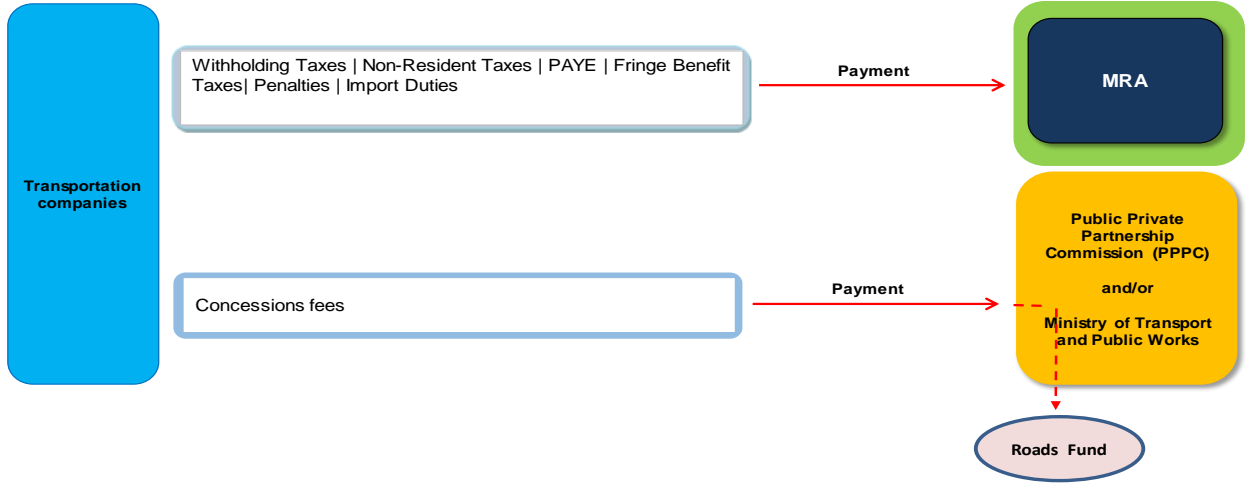 Transportation
companies
Withholding Taxes | Non-Resident Taxes | PAYE | Fringe Benefit
Taxes| Penalties | Import Duties
Payment
MRA
Concessions fees
Payment
Public Private
Partnership
Commission (PPPC)
and/or
Ministry of Transport
and Public Works
Roads Fund